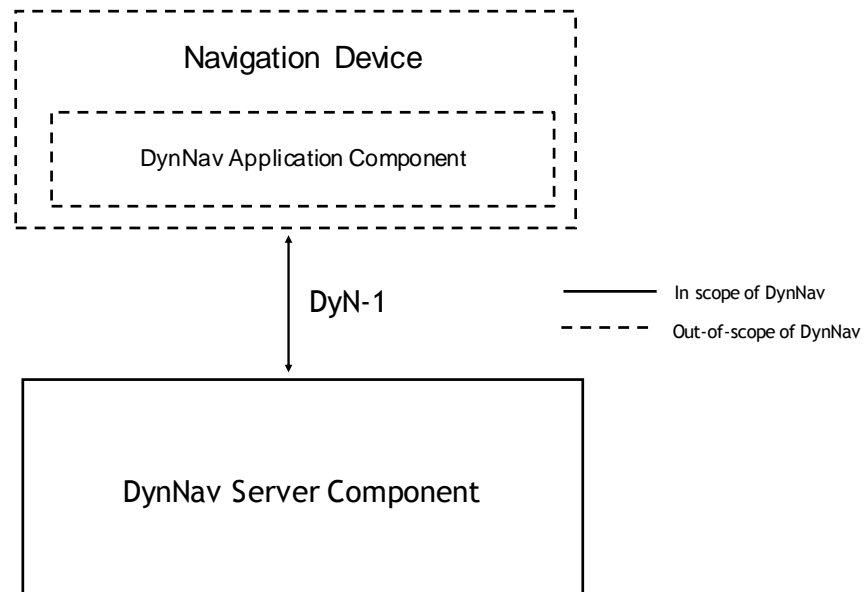 Navigation Device
DynNav Application Component
DyN-1
In scope of DynNav
Out-of-scope of DynNav
DynNav Server Component